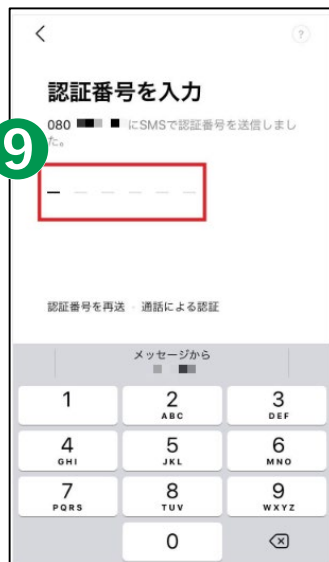 ?
認証番号を入力
080 にSMSで認証番号を送信しまし
た。
9
認証番号を再送 通話による認証
メッセージから
1 2 3
ABC DEF
4 5 6
GHI JKL MNO
7 8 9
PQRS TUV WXYZ
0